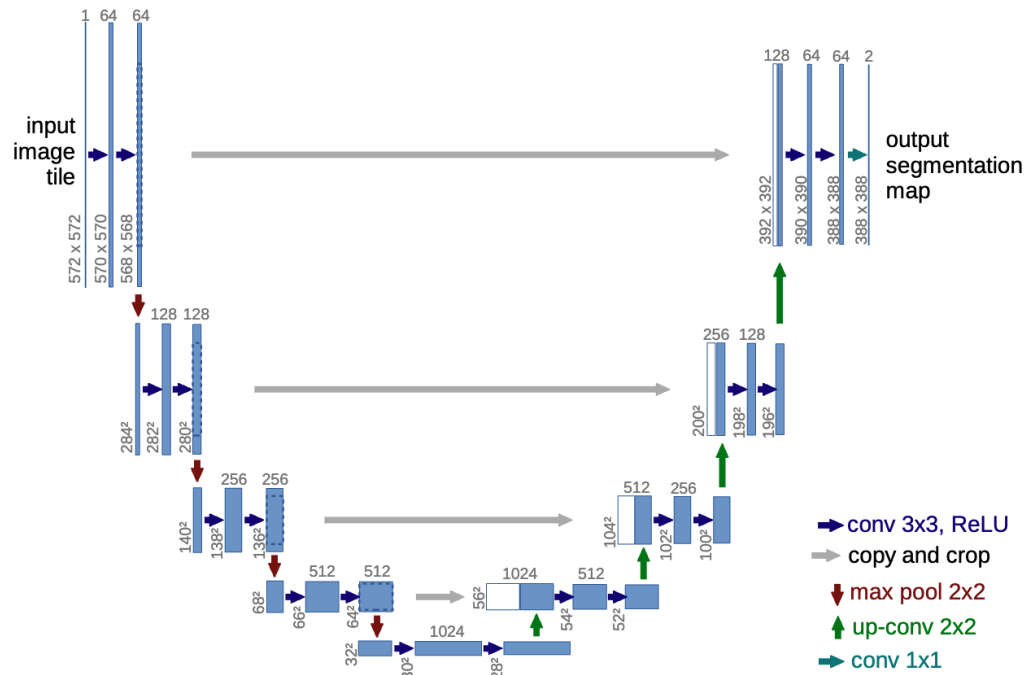 1 64 64
input
image
tile
572 x 572
570 x 570
568 x 568
128 64 64 2
output
segmentation
map
392 x 392
390 x 390
388 x 388
388 x 388
128 128
284²
282²
280²
256 128
200²
198²
196²
256 256
140²
138²
136²
512 256
104²
102²
100²
512 512
68²
66²
64²
1024 512
56²
54²
52²
1024
32²
30²
28²
conv 3x3, ReLU
copy and crop
max pool 2x2
up-conv 2x2
conv 1x1